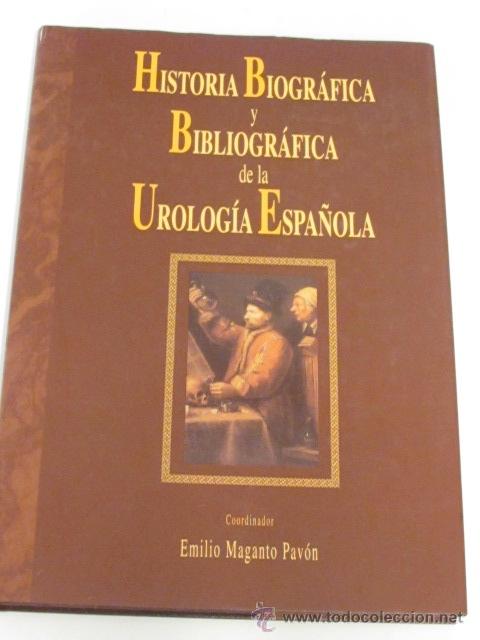 HISTORIA BIOGRÁFICA
y
BIBLIOGRÁFICA
de la
UROLOGÍA ESPAÑOLA
Coordinador
Emilio Maganto Pavón
www.todocoleccion.net